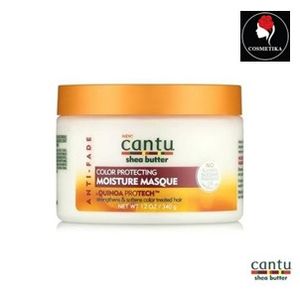 COSMETIKA
NEW!
cantu
shea butter
ANTI-FADE
COLOR PROTECTING
MOISTURE MASQUE
QUINOA PROTECH™
strengthens & softens color treated hair
NET WT 12 OZ / 340 g
NO
cantu
shea butter